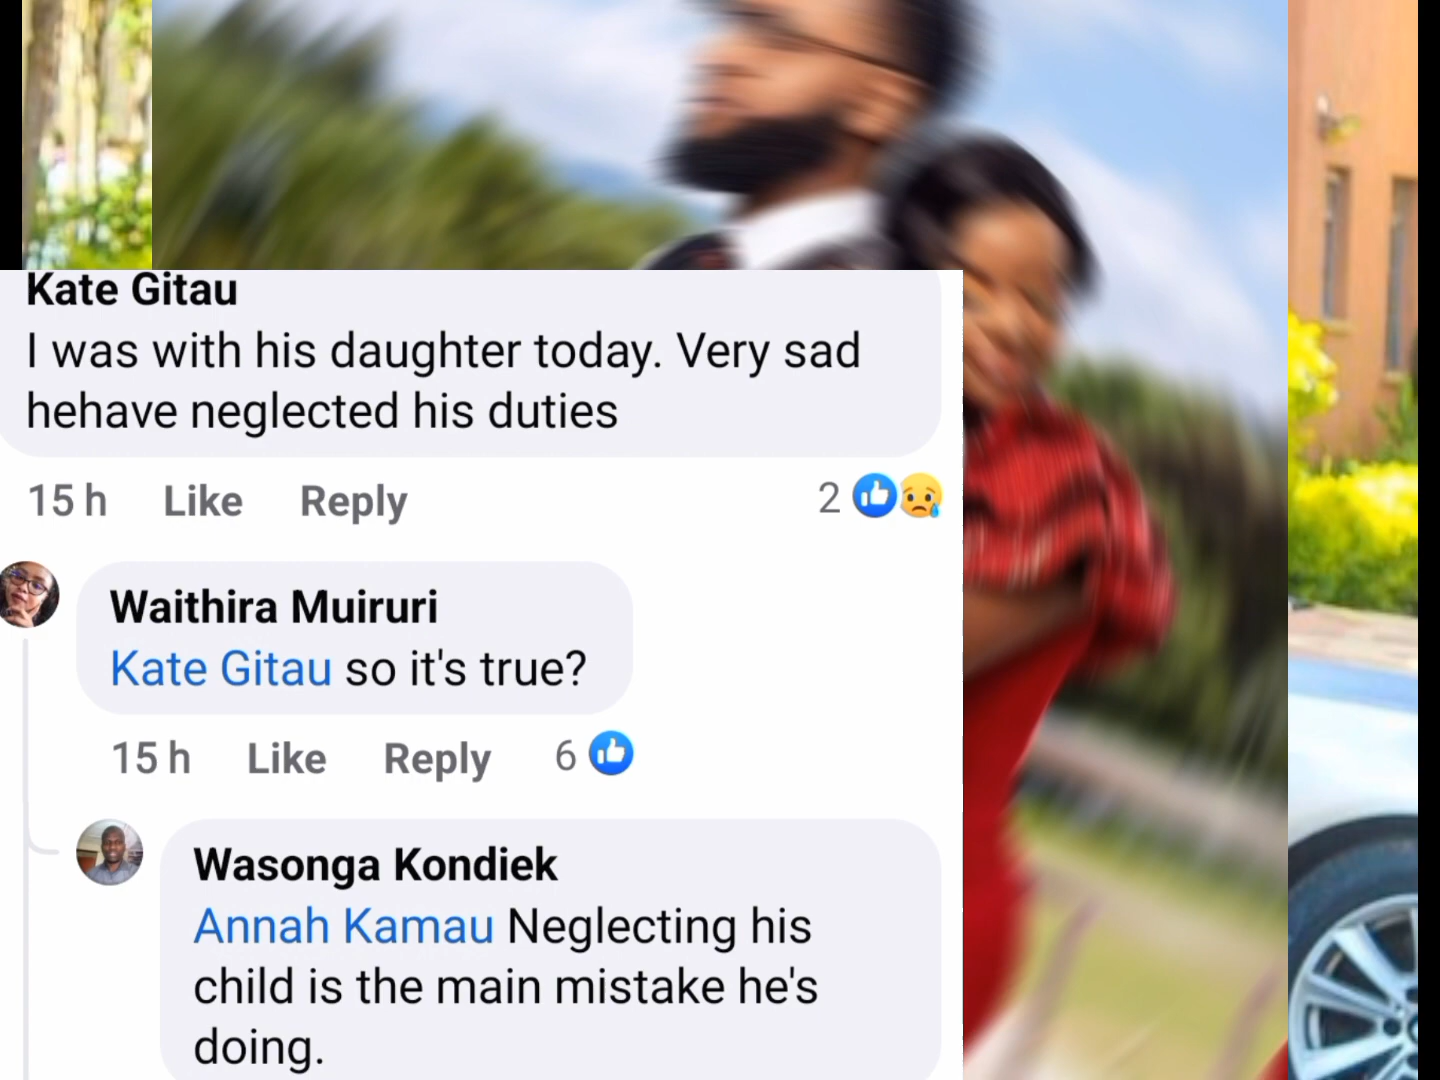 Kate Gitau
I was with his daughter today. Very sad
hehave neglected his duties
15 h Like Reply 2
Waithira Muiruri
Kate Gitau so it's true?
15 h Like Reply 6
Wasonga Kondiek
Annah Kamau Neglecting his
child is the main mistake he's
doing.